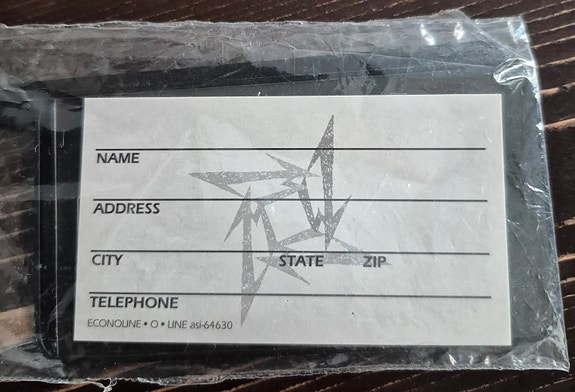 NAME
ADDRESS
CITY STATE ZIP
TELEPHONE
ECONOLINE • O • LINE asi-64630